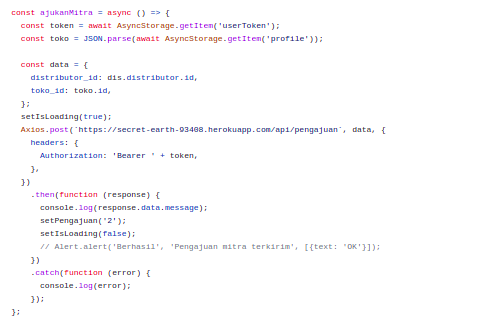 const ajukanMitra = async () => {
  const token = await AsyncStorage.getItem('userToken');
  const toko = JSON.parse(await AsyncStorage.getItem('profile'));

  const data = {
    distributor_id: dis.distributor.id,
    toko_id: toko.id,
  };
  setIsLoading(true);
  Axios.post(`https://secret-earth-93408.herokuapp.com/api/pengajuan`, data, {
    headers: {
      Authorization: 'Bearer ' + token,
    },
  })
    .then(function (response) {
      console.log(response.data.message);
      setPengajuan('2');
      setIsLoading(false);
      // Alert.alert('Berhasil', 'Pengajuan mitra terkirim', [{text: 'OK'}]);
    })
    .catch(function (error) {
      console.log(error);
    });
};